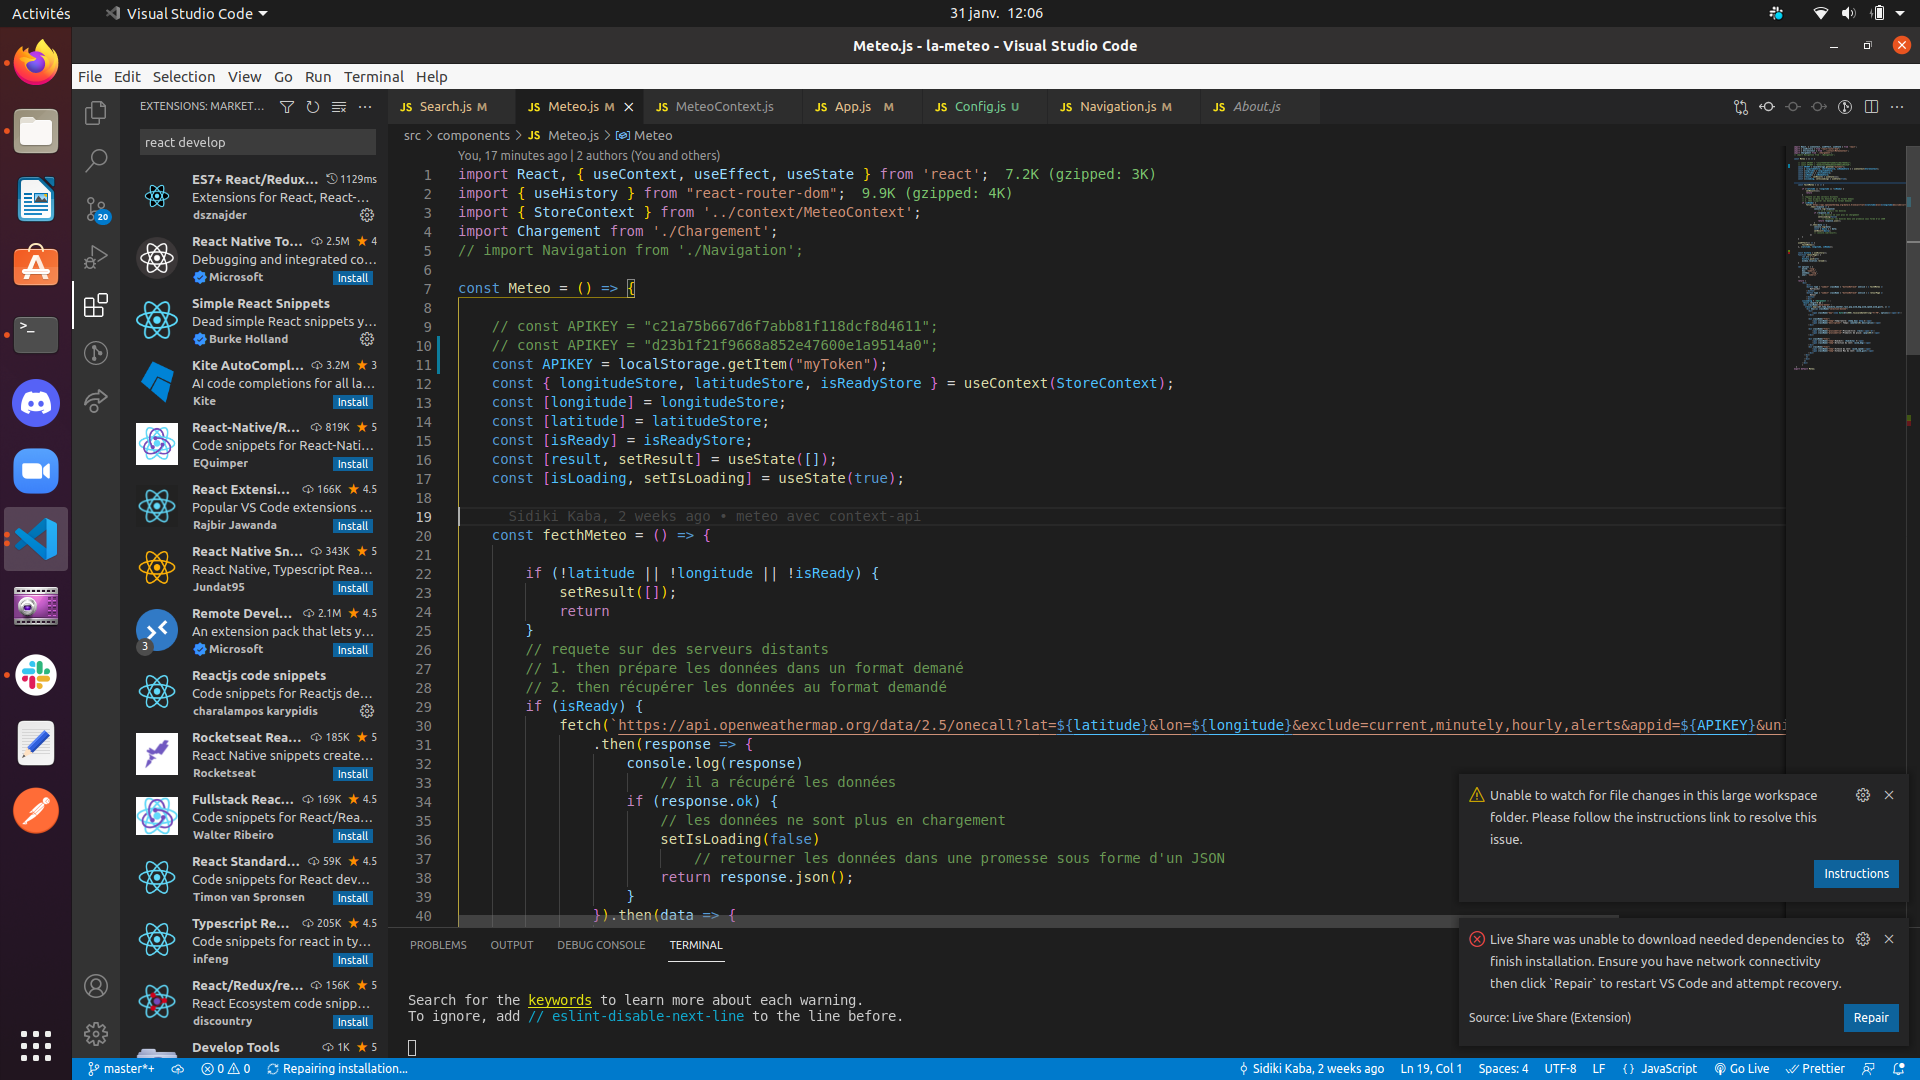 Activités
Visual Studio Code
31 janv.  12:06
Meteo.js - la-meteo - Visual Studio Code
File Edit Selection View Go Run Terminal Help
EXTENSIONS: MARKET...
react develop
ES7+ React/Redux... 1129ms
Extensions for React, React-...
dsznajder
React Native To... 2.5M 4
Debugging and integrated co...
Microsoft Install
Simple React Snippets
Dead simple React snippets y...
Burke Holland
Kite AutoCompl... 3.2M 3
AI code completions for all la...
Kite Install
React-Native/R... 819K 5
Code snippets for React-Nati...
EQuimper Install
React Extensi... 166K 4.5
Popular VS Code extensions ...
Rajbir Jawanda Install
React Native Sn... 343K 5
React Native, Typescript Rea...
Jundat95 Install
Remote Devel... 2.1M 4.5
An extension pack that lets y...
3
Microsoft Install
Reactjs code snippets
Code snippets for Reactjs de...
charalampos karypidis
Rocketseat Rea... 185K 5
React Native snippets create...
Rocketseat Install
Fullstack Reac... 169K 4.5
Code snippets for React/Rea...
Walter Ribeiro Install
React Standard... 59K 4.5
Code snippets for React dev...
Timon van Spronsen Install
Typescript Re... 205K 4.5
Code snippets for react in ty...
infeng Install
React/Redux/re... 156K 5
React Ecosystem code snipp...
discountry Install
Develop Tools 1K 5
20
JS Search.js M
JS Meteo.js M
JS MeteoContext.js
JS App.js M
JS Config.js U
JS Navigation.js M
JS About.js
src > components > JS Meteo.js > Meteo
You, 17 minutes ago | 2 authors (You and others)
1 import React, { useContext, useEffect, useState } from 'react';  7.2K (gzipped: 3K)
2 import { useHistory } from "react-router-dom";  9.9K (gzipped: 4K)
3 import { StoreContext } from '../context/MeteoContext';
4 import Chargement from './Chargement';
5 // import Navigation from './Navigation';
6
7 const Meteo = () => {
8
9 // const APIKEY = "c21a75b667d6f7abb81f118dcf8d4611";
10 // const APIKEY = "d23b1f21f9668a852e47600e1a9514a0";
11 const APIKEY = localStorage.getItem("myToken");
12 const { longitudeStore, latitudeStore, isReadyStore } = useContext(StoreContext);
13 const [longitude] = longitudeStore;
14 const [latitude] = latitudeStore;
15 const [isReady] = isReadyStore;
16 const [result, setResult] = useState([]);
17 const [isLoading, setIsLoading] = useState(true);
18
19 Sidiki Kaba, 2 weeks ago • meteo avec context-api
20 const fecthMeteo = () => {
21
22 if (!latitude || !longitude || !isReady) {
23 setResult([]);
24 return
25 }
26 // requete sur des serveurs distants
27 // 1. then prépare les données dans un format demané
28 // 2. then récupérer les données au format demandé
29 if (isReady) {
30 fetch(`https://api.openweathermap.org/data/2.5/onecall?lat=${latitude}&lon=${longitude}&exclude=current,minutely,hourly,alerts&appid=${APIKEY}&uni
31 .then(response => {
32 console.log(response)
33 // il a récupéré les données
34 if (response.ok) {
35 // les données ne sont plus en chargement
36 setIsLoading(false)
37 // retourner les données dans une promesse sous forme d'un JSON
38 return response.json();
39 }
40 }).then(data => {
PROBLEMS OUTPUT DEBUG CONSOLE TERMINAL
Search for the keywords to learn more about each warning.
To ignore, add // eslint-disable-next-line to the line before.
Unable to watch for file changes in this large workspace
folder. Please follow the instructions link to resolve this
issue.
Instructions
Live Share was unable to download needed dependencies to
finish installation. Ensure you have network connectivity
then click `Repair` to restart VS Code and attempt recovery.
Source: Live Share (Extension)
Repair
master*+ 0 0 Repairing installation...
Sidiki Kaba, 2 weeks ago Ln 19, Col 1 Spaces: 4 UTF-8 LF {} JavaScript Go Live Prettier